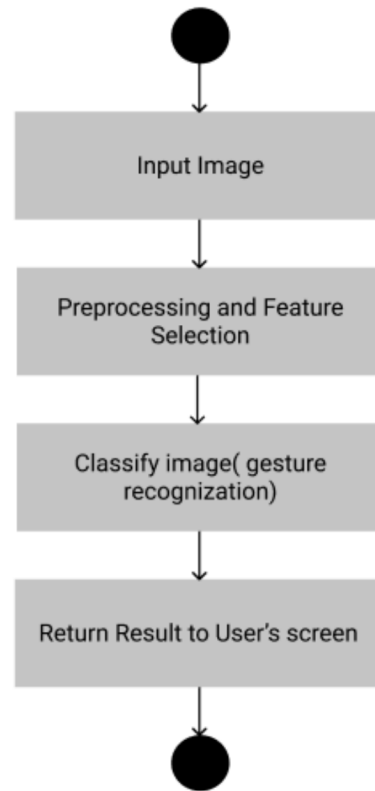 Input Image
Preprocessing and Feature
Selection
Classify image( gesture
recognization)
Return Result to User’s screen